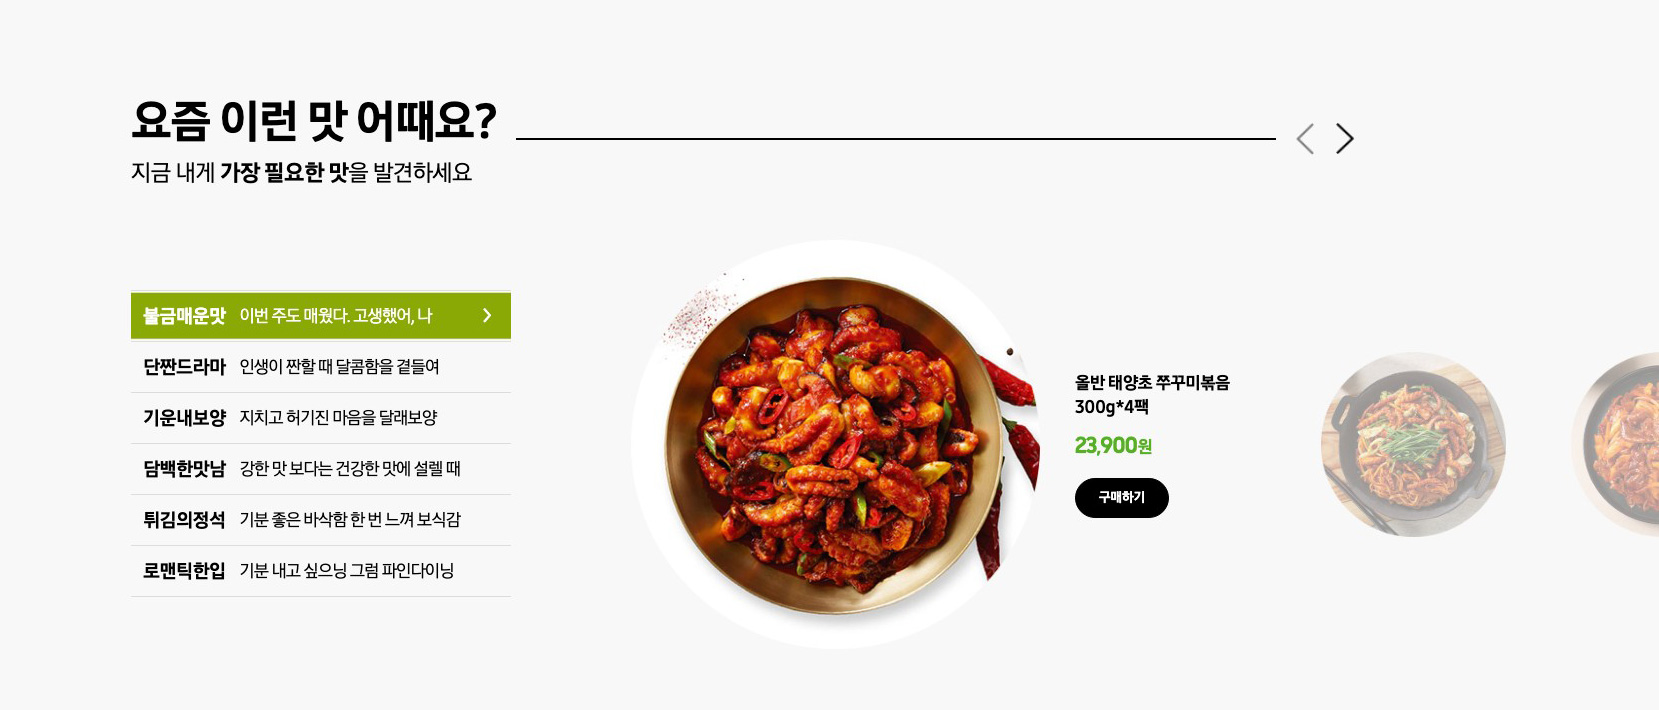 요즘 이런 맛 어때요?
지금 내게 가장 필요한 맛을 발견하세요
불금매운맛 이번 주도 매웠다. 고생했어, 나
단짠드라마 인생이 짠할 때 달콤함을 곁들여
기운내보양 지치고 허기진 마음을 달래보양
담백한맛남 강한 맛 보다는 건강한 맛에 설렐 때
튀김의정석 기분 좋은 바삭함 한 번 느껴 보식감
로맨틱한입 기분 내고 싶으닝 그럼 파인다이닝
올반 태양초 쭈꾸미볶음
300g*4팩
23,900원
구매하기